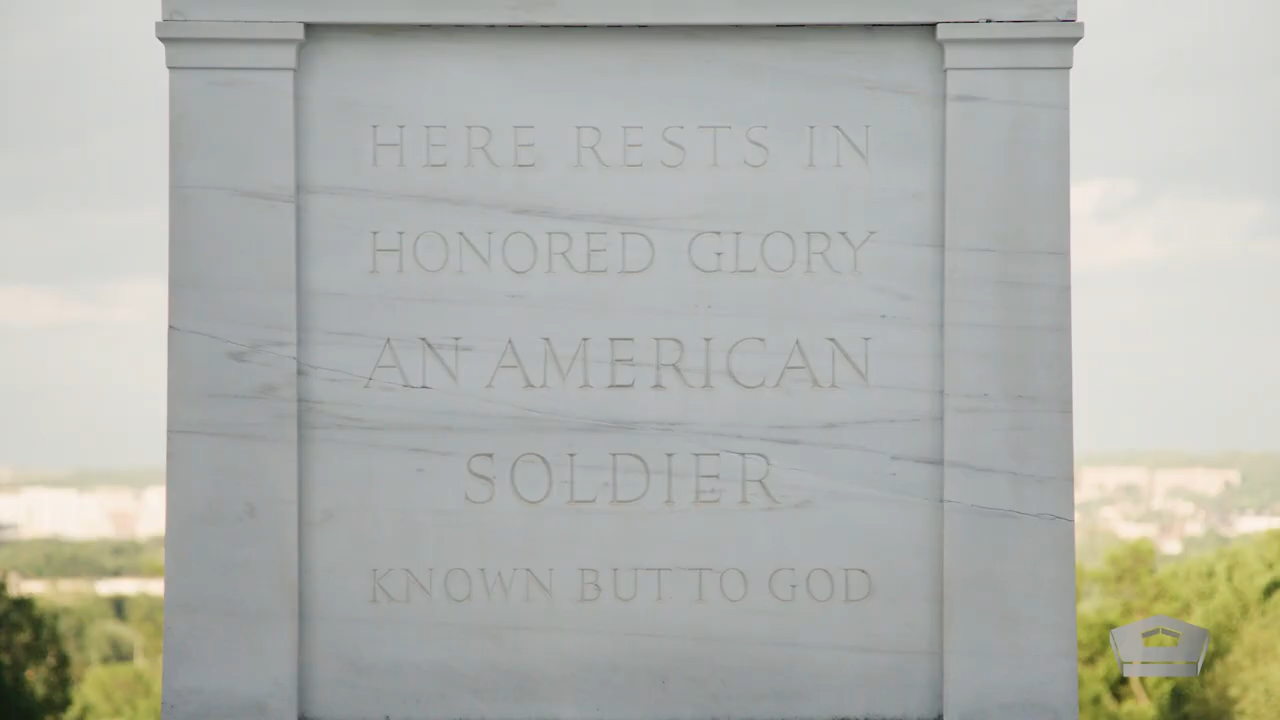 HERE RESTS IN
HONORED GLORY
AN AMERICAN
SOLDIER
KNOWN BUT TO GOD